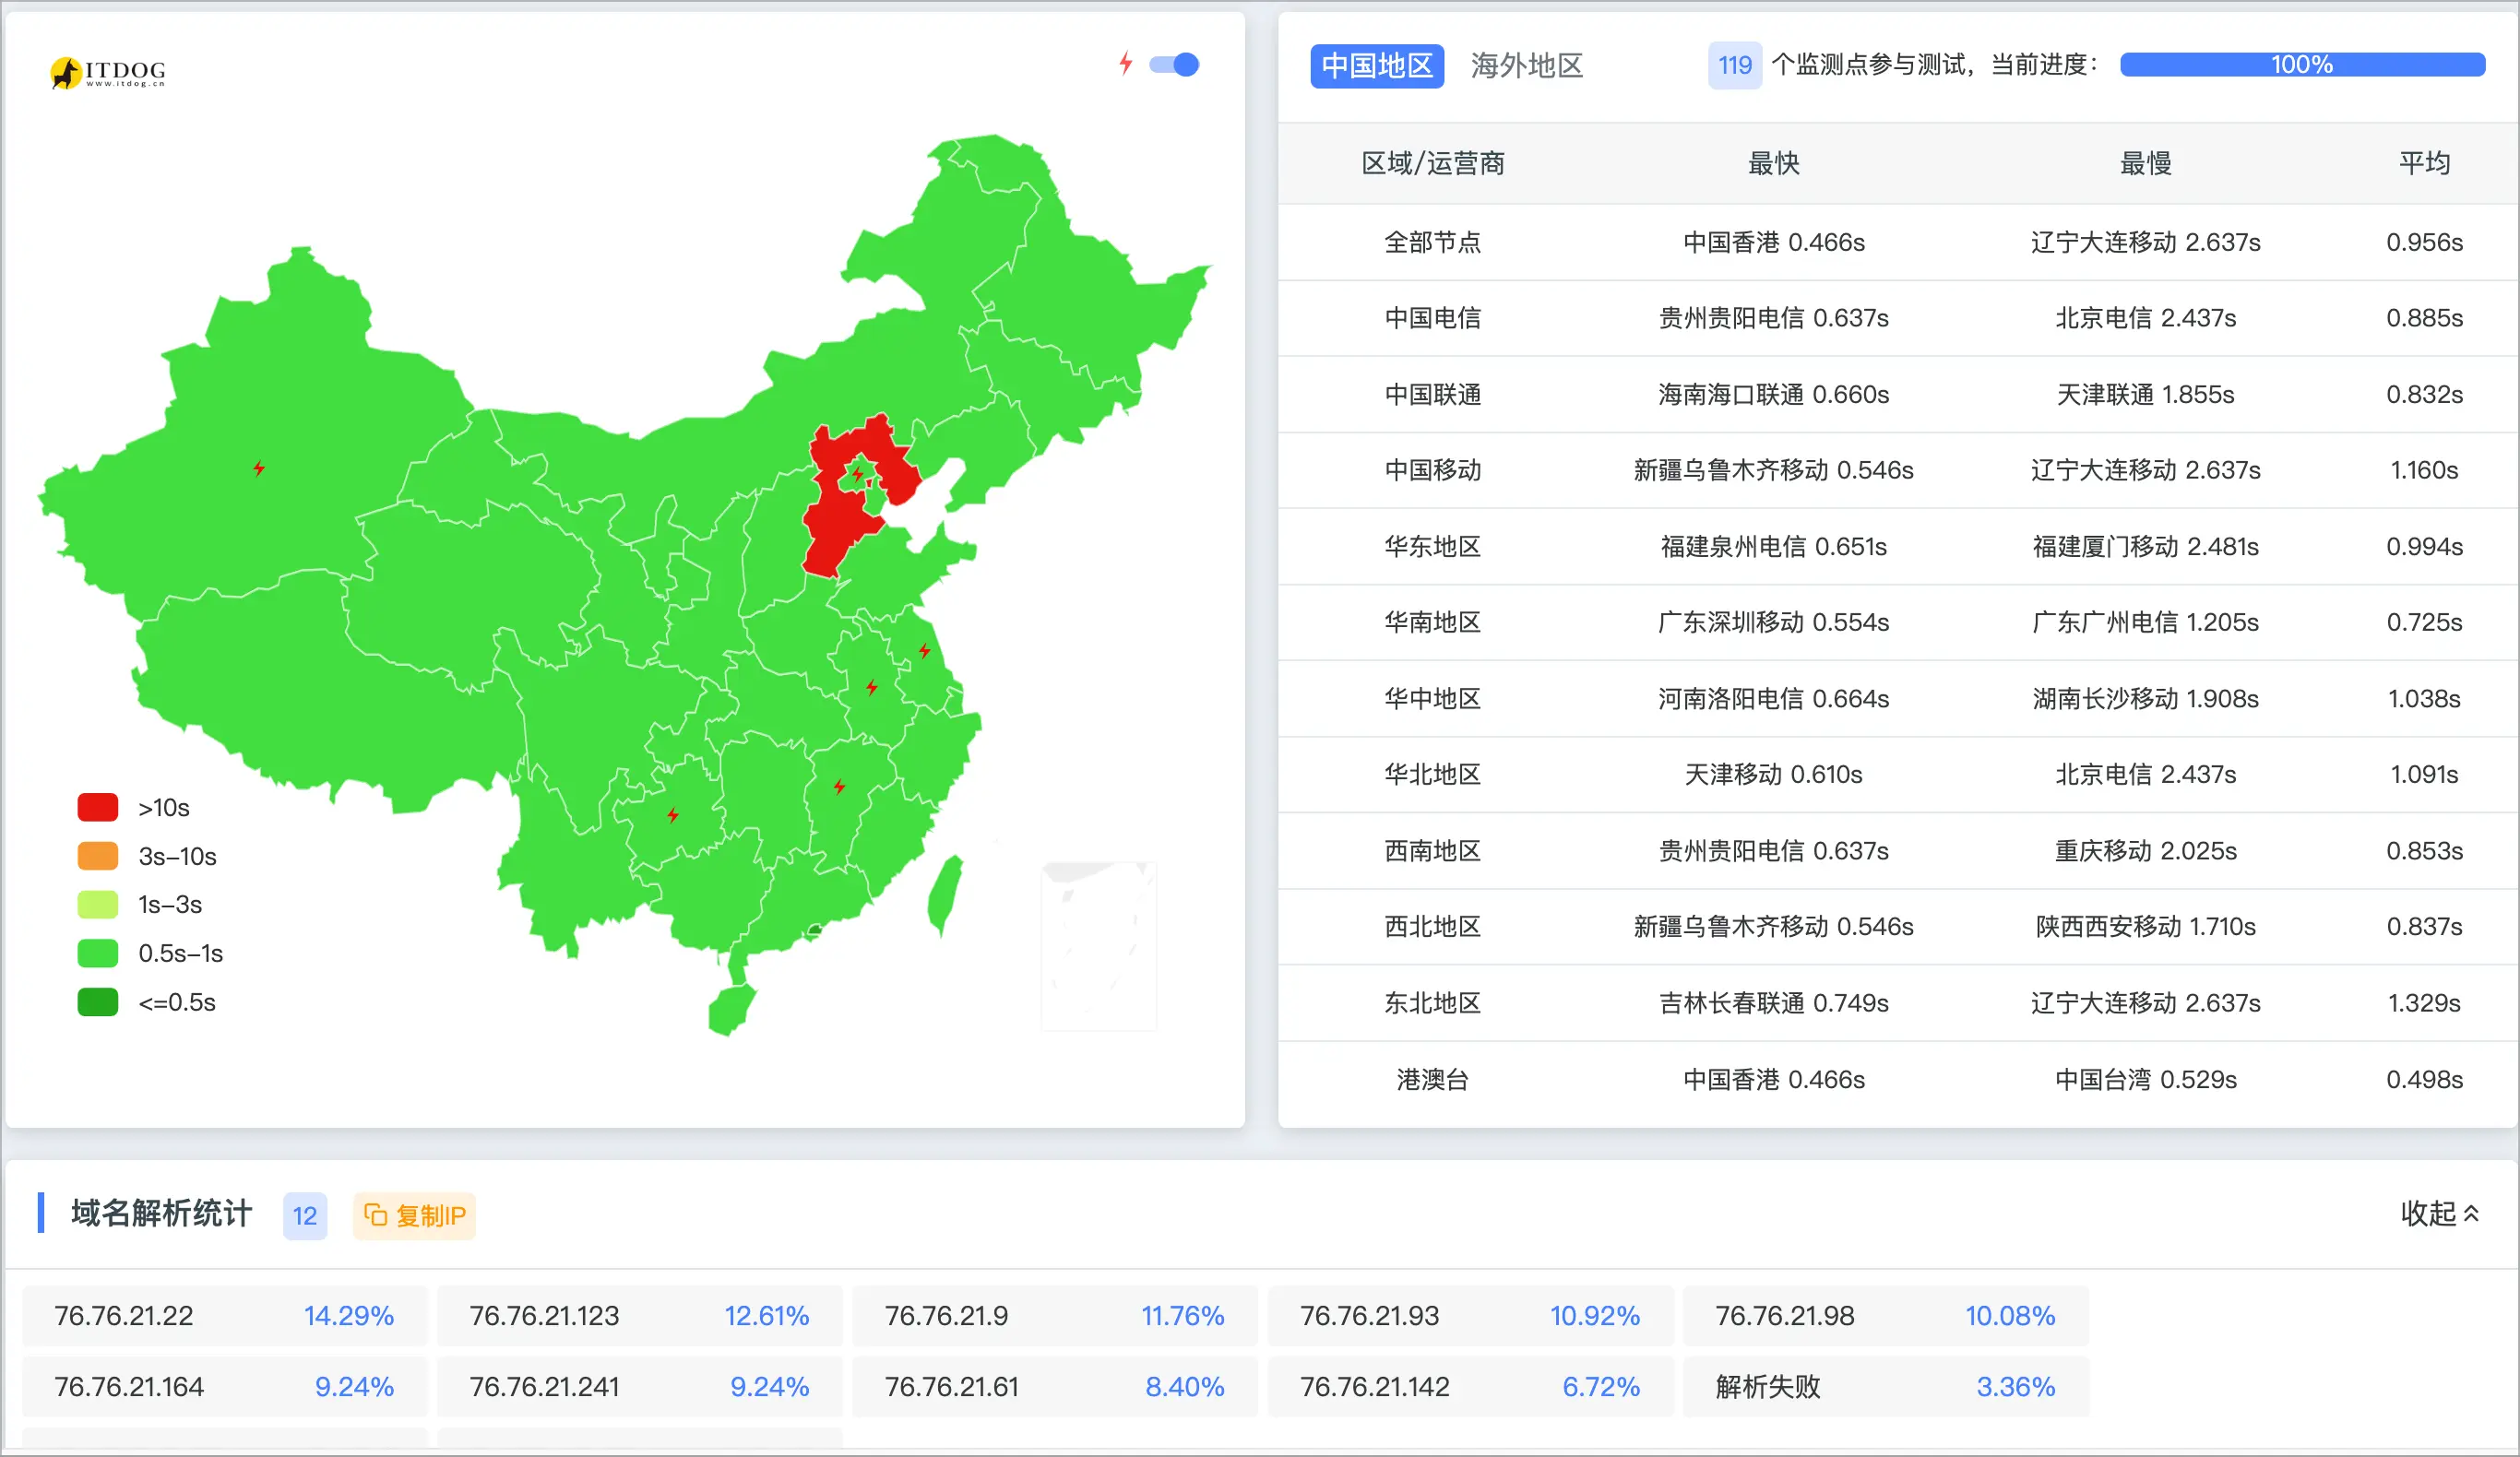 ITDOG
www.itdog.cn
>10s
3s–10s
1s–3s
0.5s–1s
<=0.5s
中国地区 海外地区 119 个监测点参与测试，当前进度： 100%
区域/运营商 最快 最慢 平均
全部节点 中国香港 0.466s 辽宁大连移动 2.637s 0.956s
中国电信 贵州贵阳电信 0.637s 北京电信 2.437s 0.885s
中国联通 海南海口联通 0.660s 天津联通 1.855s 0.832s
中国移动 新疆乌鲁木齐移动 0.546s 辽宁大连移动 2.637s 1.160s
华东地区 福建泉州电信 0.651s 福建厦门移动 2.481s 0.994s
华南地区 广东深圳移动 0.554s 广东广州电信 1.205s 0.725s
华中地区 河南洛阳电信 0.664s 湖南长沙移动 1.908s 1.038s
华北地区 天津移动 0.610s 北京电信 2.437s 1.091s
西南地区 贵州贵阳电信 0.637s 重庆移动 2.025s 0.853s
西北地区 新疆乌鲁木齐移动 0.546s 陕西西安移动 1.710s 0.837s
东北地区 吉林长春联通 0.749s 辽宁大连移动 2.637s 1.329s
港澳台 中国香港 0.466s 中国台湾 0.529s 0.498s
域名解析统计 12 复制IP 收起
76.76.21.22 14.29% 76.76.21.123 12.61% 76.76.21.9 11.76% 76.76.21.93 10.92% 76.76.21.98 10.08%
76.76.21.164 9.24% 76.76.21.241 9.24% 76.76.21.61 8.40% 76.76.21.142 6.72% 解析失败 3.36%